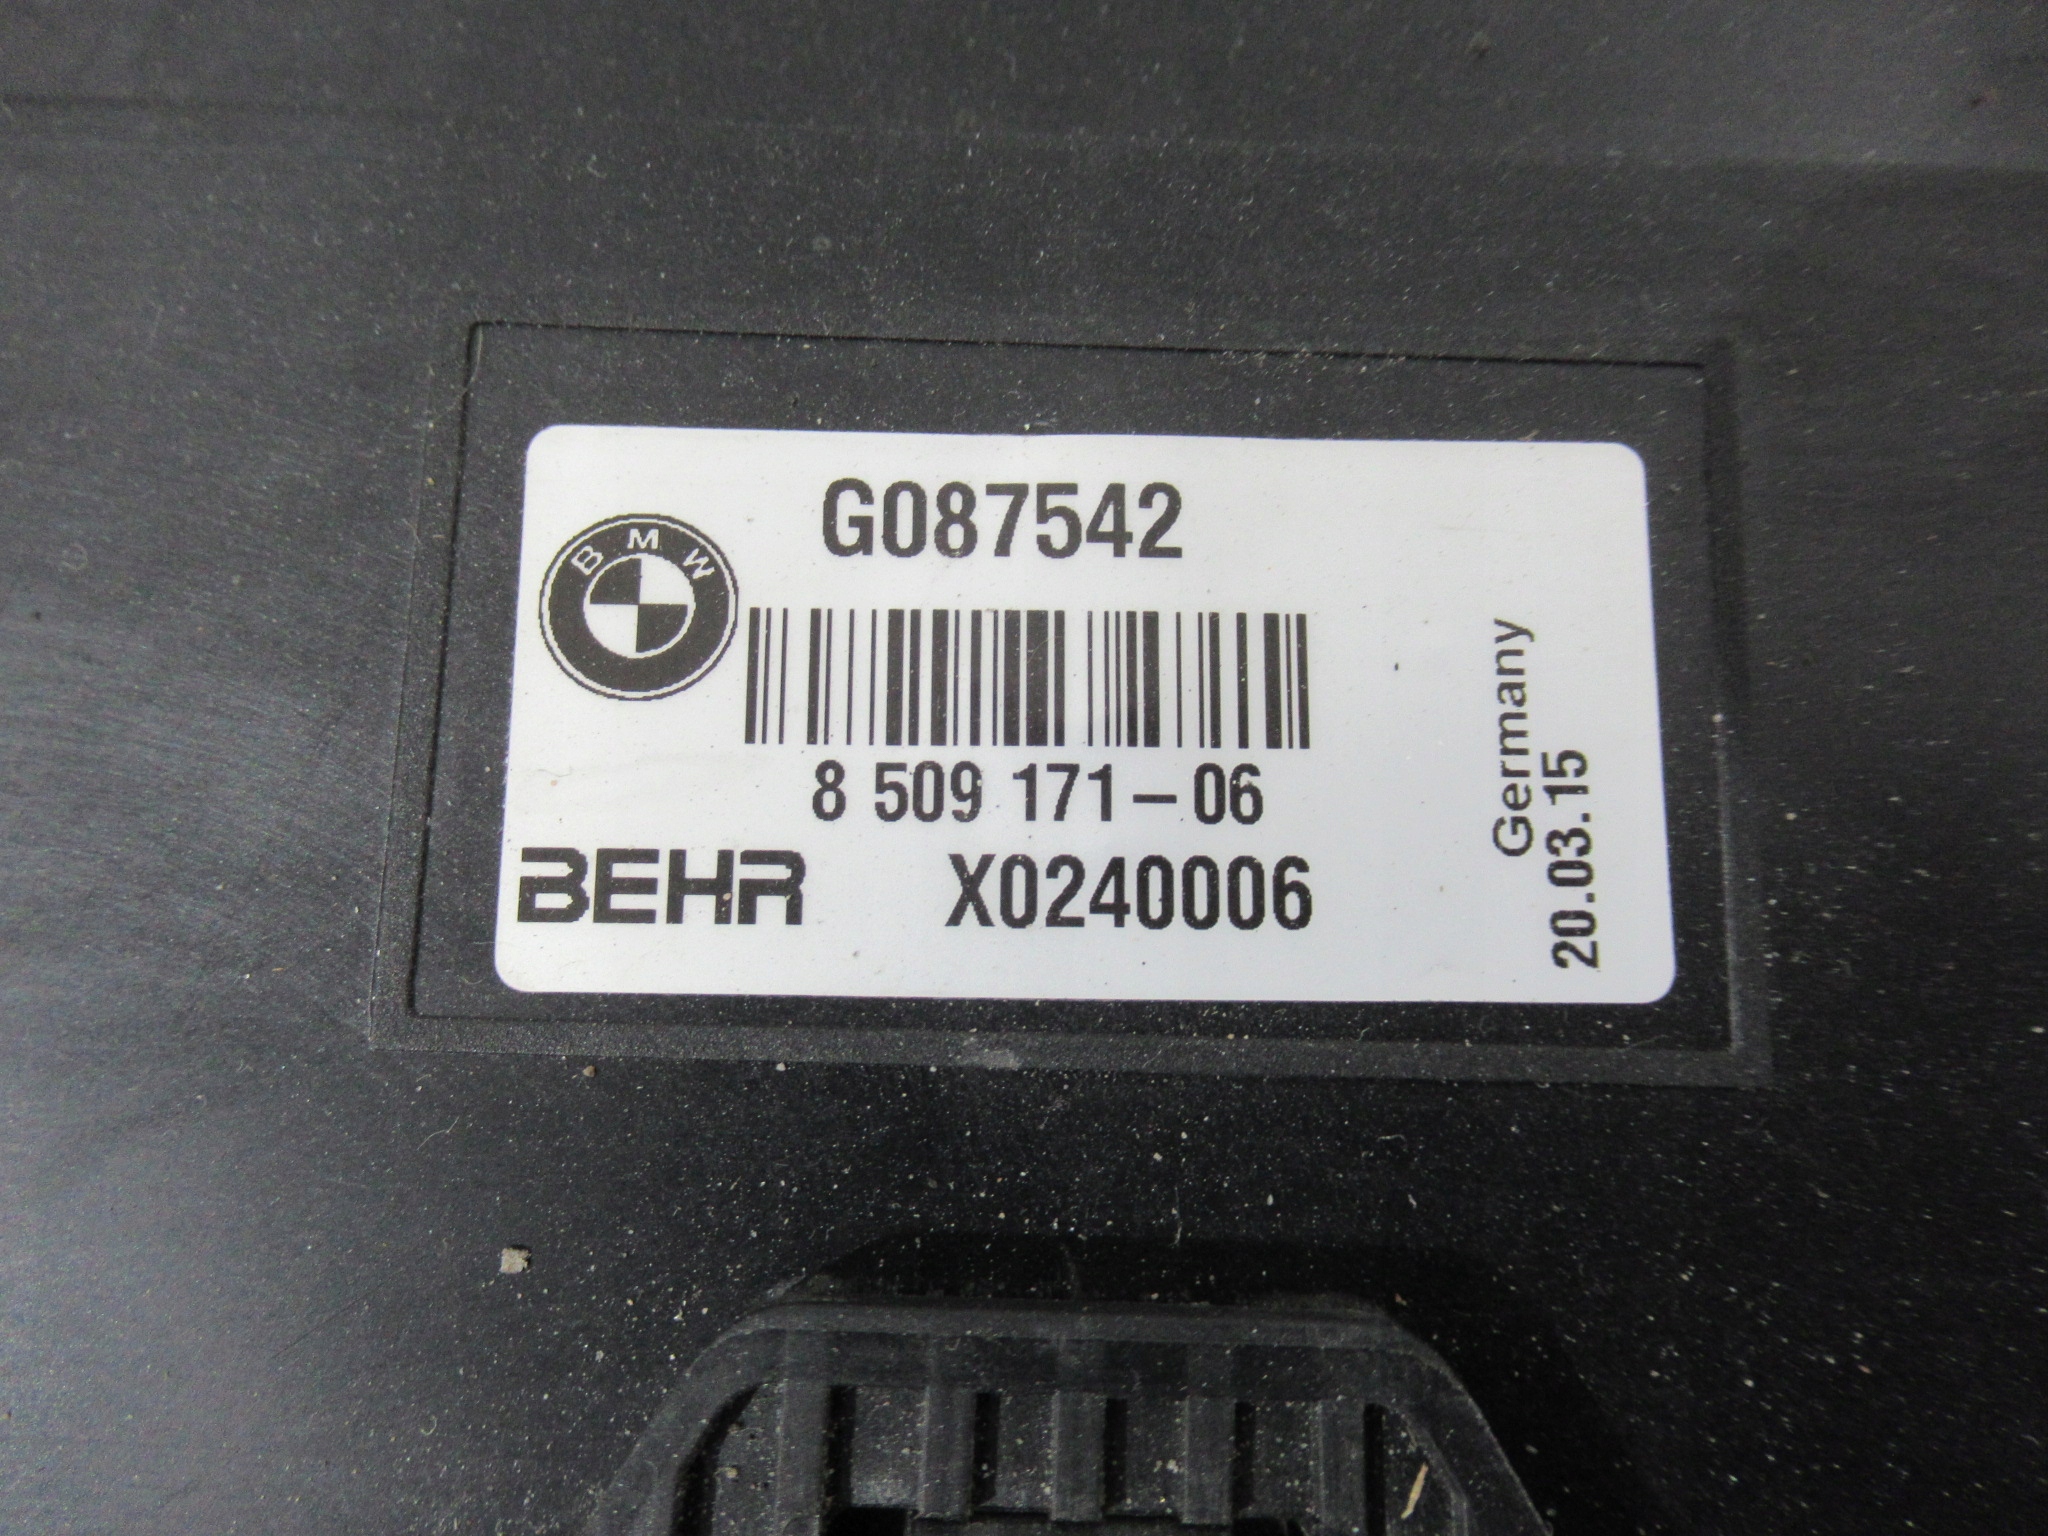 G087542
BMW
8 509 171-06
BEHR X0240006
Germany
20.03.15